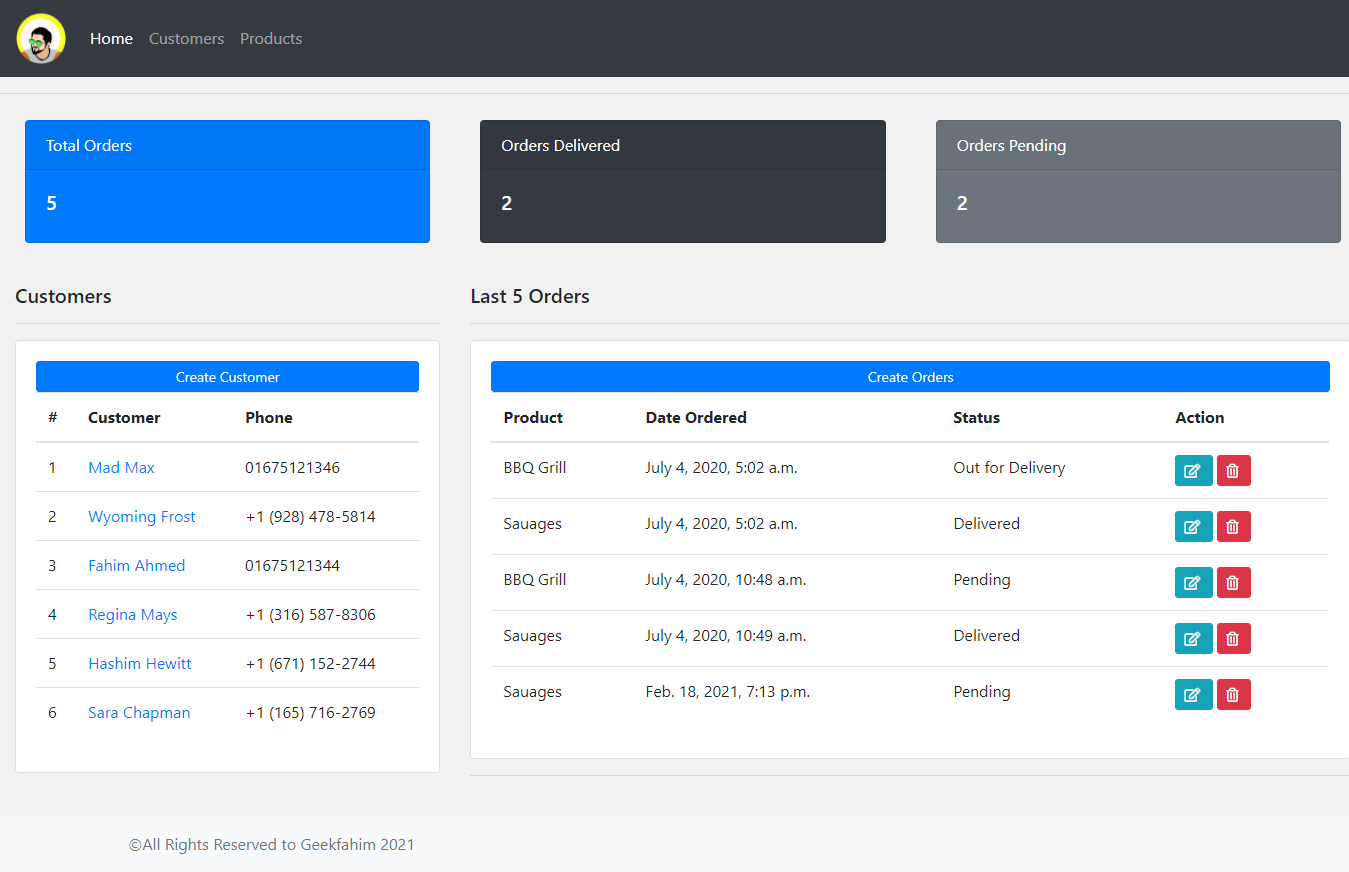 Home Customers Products
Total Orders
5
Orders Delivered
2
Orders Pending
2
Customers
Create Customer
# Customer Phone
1 Mad Max 01675121346
2 Wyoming Frost +1 (928) 478-5814
3 Fahim Ahmed 01675121344
4 Regina Mays +1 (316) 587-8306
5 Hashim Hewitt +1 (671) 152-2744
6 Sara Chapman +1 (165) 716-2769
Last 5 Orders
Create Orders
Product Date Ordered Status Action
BBQ Grill July 4, 2020, 5:02 a.m. Out for Delivery
Sauages July 4, 2020, 5:02 a.m. Delivered
BBQ Grill July 4, 2020, 10:48 a.m. Pending
Sauages July 4, 2020, 10:49 a.m. Delivered
Sauages Feb. 18, 2021, 7:13 p.m. Pending
©All Rights Reserved to Geekfahim 2021